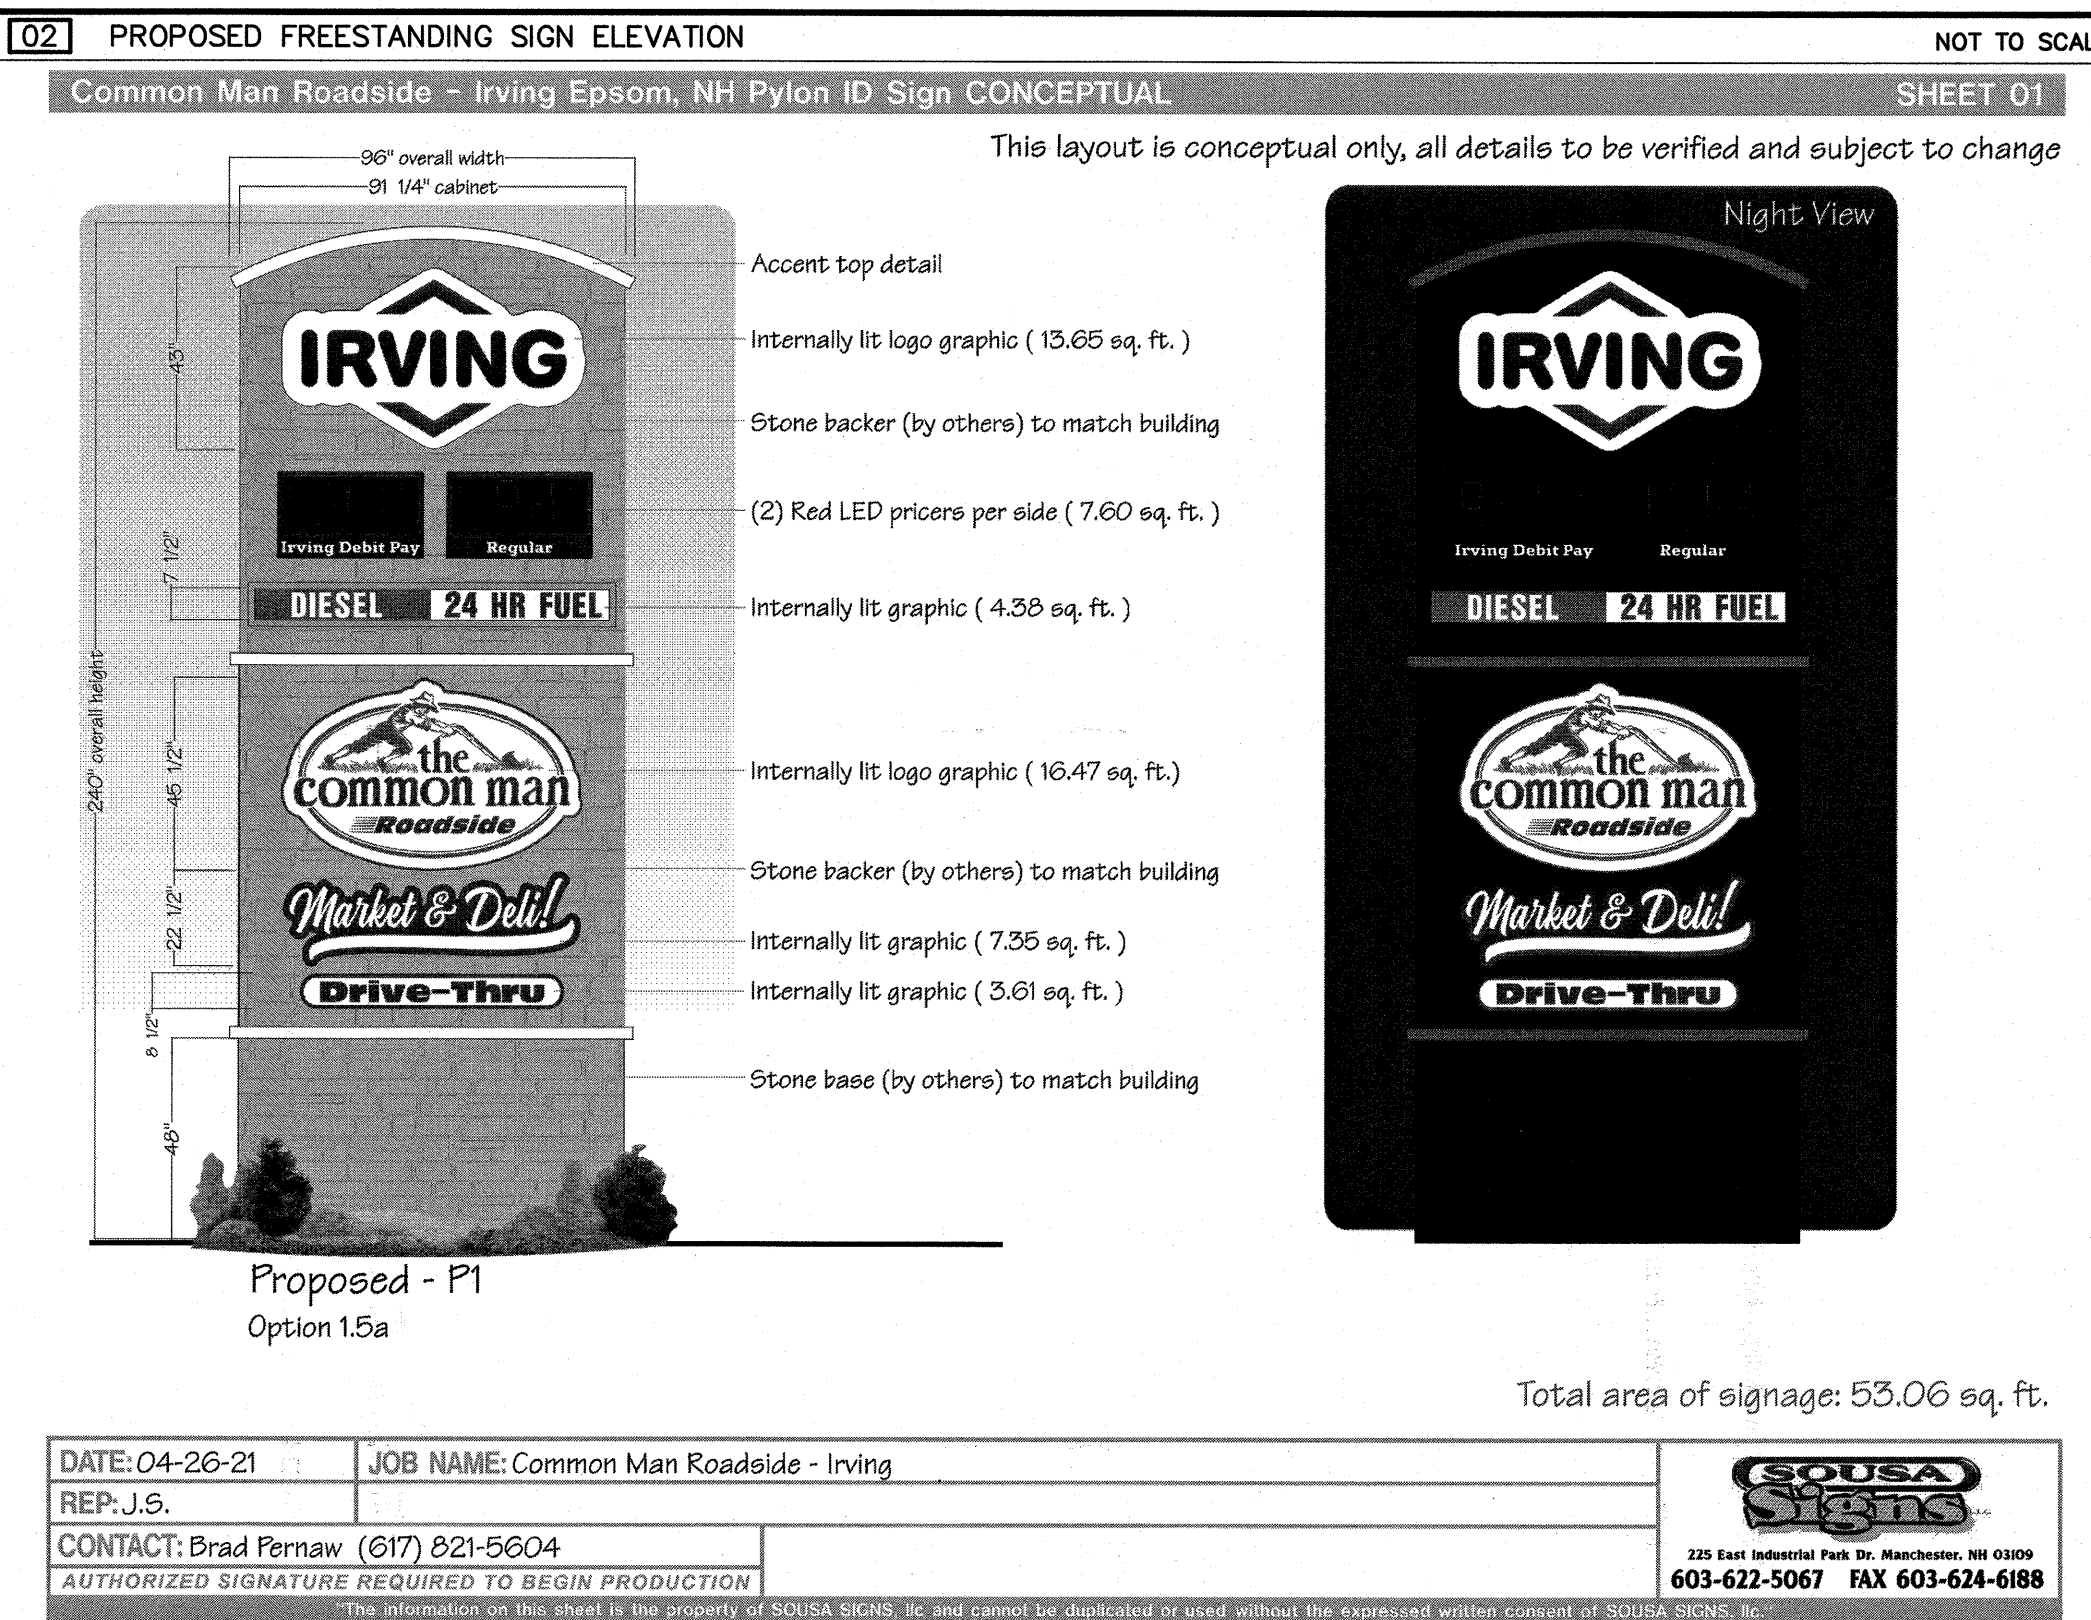 02 PROPOSED FREESTANDING SIGN ELEVATION NOT TO SCAL
Common Man Roadside - Irving Epsom, NH Pylon ID Sign CONCEPTUAL SHEET 01
This layout is conceptual only, all details to be verified and subject to change
96" overall width
91 1/4" cabinet
Night View
Accent top detail
IRVING
Internally lit logo graphic ( 13.65 sq. ft. )
IRVING
43"
Stone backer (by others) to match building
(2) Red LED pricers per side ( 7.60 sq. ft. )
Irving Debit Pay Regular
Irving Debit Pay Regular
7 1/2"
DIESEL 24 HR FUEL
Internally lit graphic ( 4.38 sq. ft. )
DIESEL 24 HR FUEL
240" overall height
45 1/2"
the
common man
Roadside
Internally lit logo graphic ( 16.47 sq. ft.)
the
common man
Roadside
Stone backer (by others) to match building
22 1/2"
Market & Deli!
Internally lit graphic ( 7.35 sq. ft. )
Market & Deli!
Drive-Thru
Internally lit graphic ( 3.61 sq. ft. )
Drive-Thru
8 1/2"
Stone base (by others) to match building
48"
Proposed - P1
Option 1.5a
Total area of signage: 53.06 sq. ft.
DATE: 04-26-21 JOB NAME: Common Man Roadside - Irving
REP: J.S.
CONTACT: Brad Pernaw (617) 821-5604
AUTHORIZED SIGNATURE REQUIRED TO BEGIN PRODUCTION
SOUSA
Signs
225 East Industrial Park Dr. Manchester, NH 03109
603-622-5067 FAX 603-624-6188
"The information on this sheet is the property of SOUSA SIGNS, llc and cannot be duplicated or used without the expressed written consent of SOUSA SIGNS, llc."